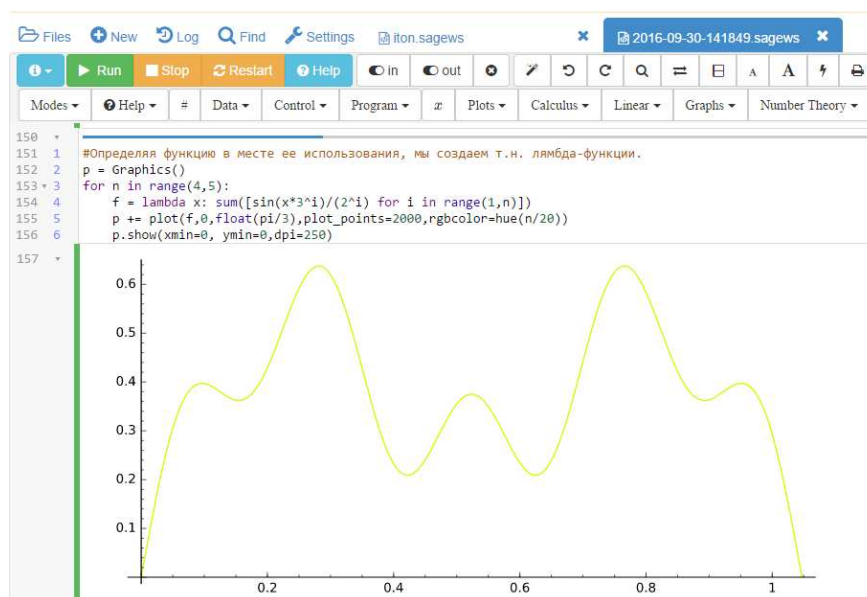 Files New Log Find Settings iton.sagews 2016-09-30-141849.sagews
Run Stop Restart Help in out A A
Modes Help # Data Control Program x Plots Calculus Linear Graphs Number Theory
150
151 1 #Определяя функцию в месте ее использования, мы создаем т.н. лямбда-функции.
152 2 p = Graphics()
153 3 for n in range(4,5):
154 4 f = lambda x: sum([sin(x*3^i)/(2^i) for i in range(1,n)])
155 5 p += plot(f,0,float(pi/3),plot_points=2000,rgbcolor=hue(n/20))
156 6 p.show(xmin=0, ymin=0,dpi=250)
157
0.6
0.5
0.4
0.3
0.2
0.1
0.2 0.4 0.6 0.8 1